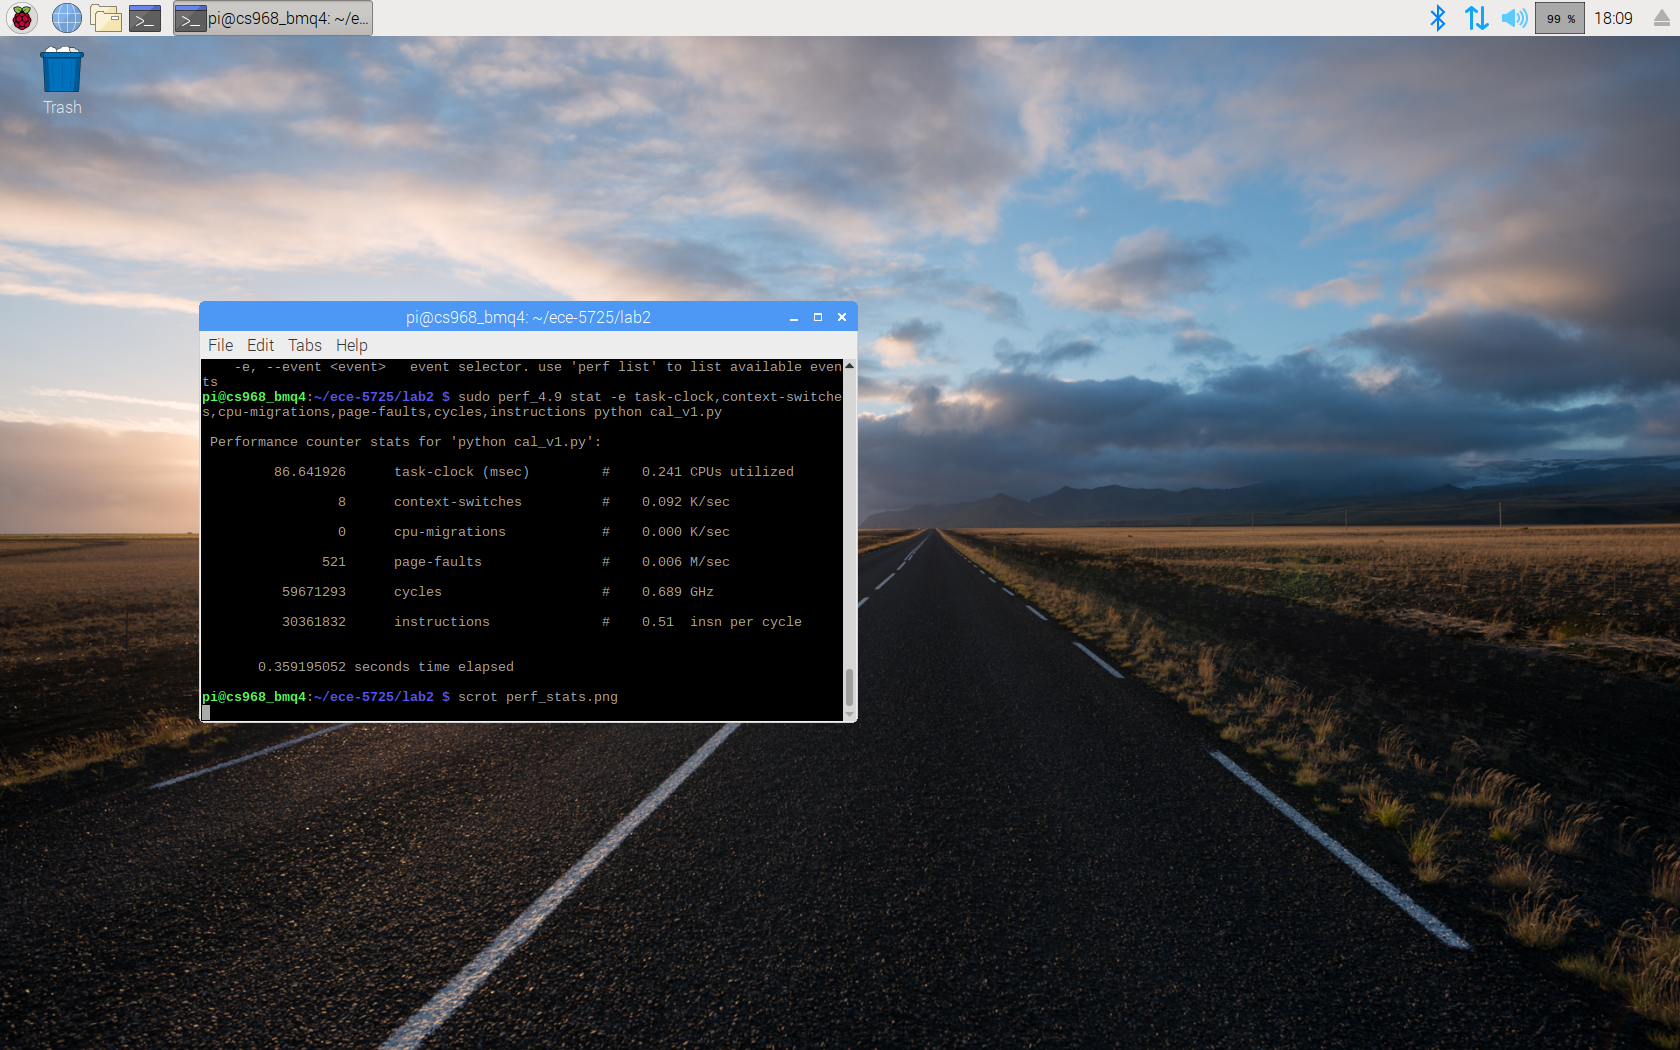 pi@cs968_bmq4: ~/e...
99 %
18:09
Trash
pi@cs968_bmq4: ~/ece-5725/lab2
File Edit Tabs Help
-e, --event <event> event selector. use 'perf list' to list available even
ts
pi@cs968_bmq4:~/ece-5725/lab2 $ sudo perf_4.9 stat -e task-clock,context-switche
s,cpu-migrations,page-faults,cycles,instructions python cal_v1.py
Performance counter stats for 'python cal_v1.py':
86.641926 task-clock (msec) # 0.241 CPUs utilized
8 context-switches # 0.092 K/sec
0 cpu-migrations # 0.000 K/sec
521 page-faults # 0.006 M/sec
59671293 cycles # 0.689 GHz
30361832 instructions # 0.51 insn per cycle
0.359195052 seconds time elapsed
pi@cs968_bmq4:~/ece-5725/lab2 $ scrot perf_stats.png